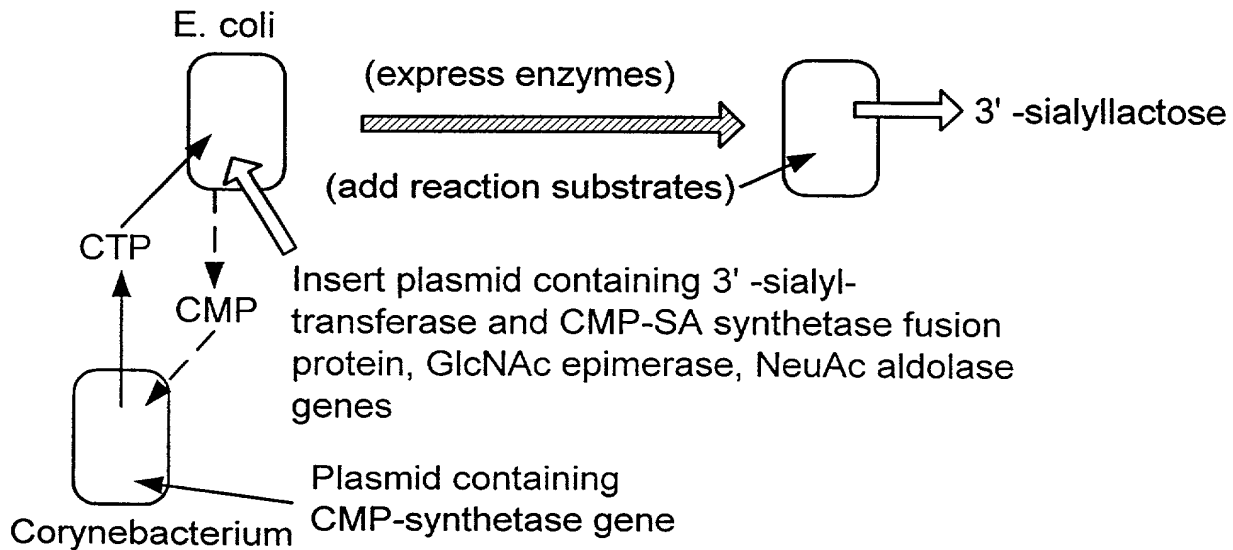 E. coli
(express enzymes)
3' -sialyllactose
(add reaction substrates)
CTP
CMP
Insert plasmid containing 3' -sialyl-
transferase and CMP-SA synthetase fusion
protein, GlcNAc epimerase, NeuAc aldolase
genes
Plasmid containing
CMP-synthetase gene
Corynebacterium